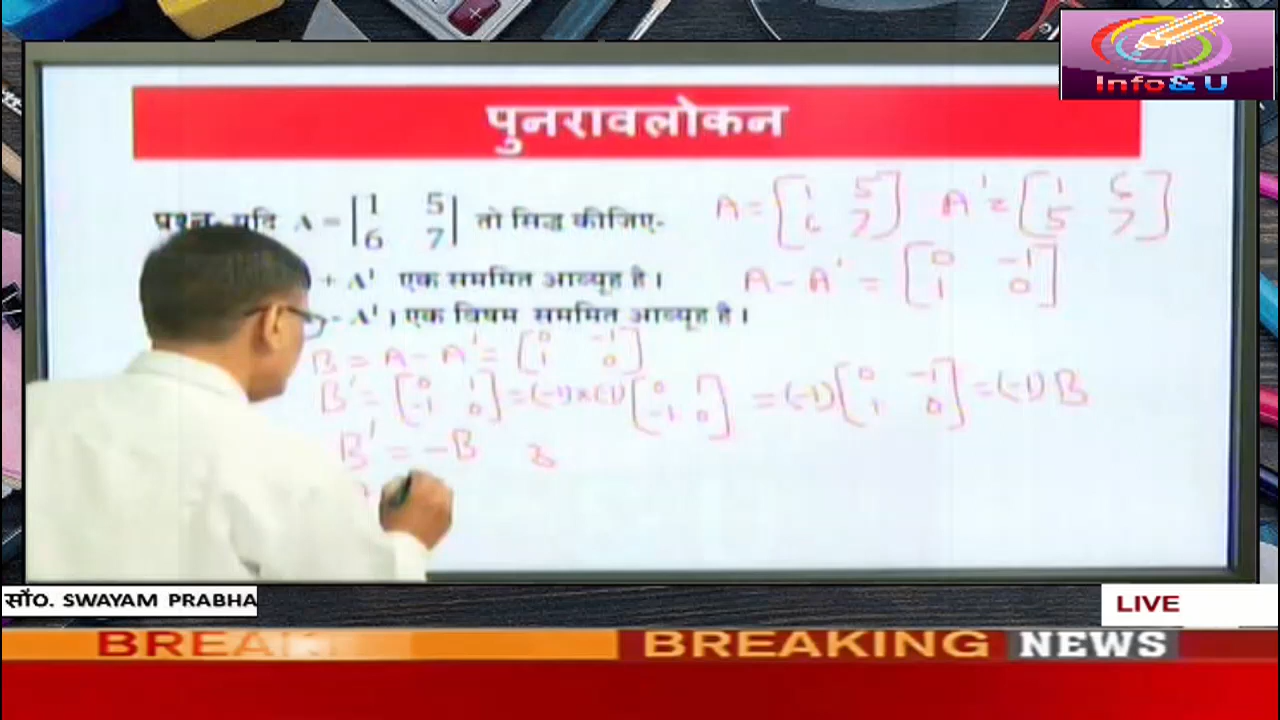 Info& U
पुनरावलोकन
प्रश्न- यदि A = [1 5
6 7] तो सिद्ध कीजिए-
A = [1 5
6 7] A' = [1 6
5 7]
+ A' एक सममित आव्यूह है।
A - A' = [0 -1
1 0]
- A') एक विषम सममित आव्यूह है।
B = A - A' = [0 -1
1 0]
B' = [0 1
-1 0] = (-1)×(-1) [0 1
-1 0] = (-1) [0 -1
1 0] = (-1) B
B' = -B
सौंO. SWAYAM PRABHA
LIVE
BREAK
BREAKING NEWS